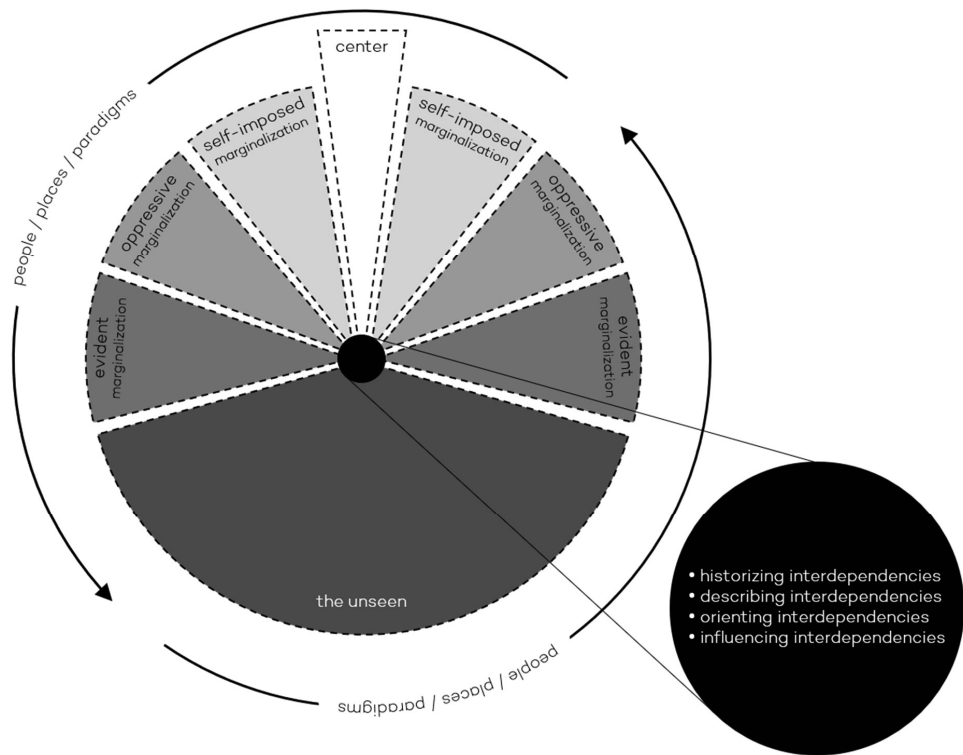 center
self-imposed
marginalization
self-imposed
marginalization
people / places / paradigms
oppressive
marginalization
oppressive
marginalization
evident
marginalization
evident
marginalization
• historizing interdependencies
• describing interdependencies
• orienting interdependencies
• influencing interdependencies
the unseen
people / places / paradigms